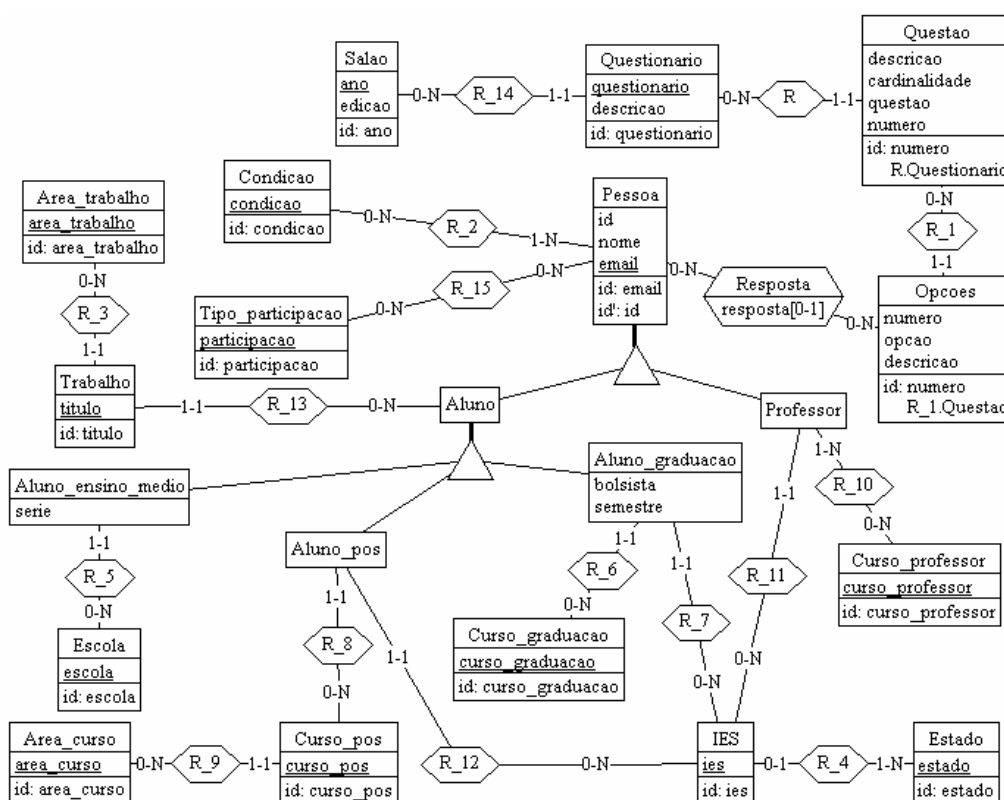 Salao
ano
edicao
id: ano
0-N
R_14
1-1
Questionario
questionario
descricao
id: questionario
0-N
R
1-1
Questao
descricao
cardinalidade
questao
numero
id: numero
R.Questionario
0-N
R_1
1-1
Opcoes
numero
opcao
descricao
id: numero
R_1.Questao
Condicao
condicao
id: condicao
0-N
R_2
1-N
Pessoa
id
nome
email
id: email
id': id
0-N
Resposta
resposta[0-1]
0-N
Tipo_participacao
participacao
id: participacao
0-N
R_15
0-N
Area_trabalho
area_trabalho
id: area_trabalho
0-N
R_3
1-1
Trabalho
titulo
id: titulo
1-1
R_13
0-N
Aluno
Professor
1-1
R_11
0-N
1-N
R_10
0-N
Curso_professor
curso_professor
id: curso_professor
Aluno_ensino_medio
serie
1-1
R_5
0-N
Escola
escola
id: escola
Aluno_pos
1-1
R_8
0-N
1-1
R_12
0-N
Aluno_graduacao
bolsista
semestre
1-1
R_6
0-N
1-1
R_7
0-N
Curso_graduacao
curso_graduacao
id: curso_graduacao
Area_curso
area_curso
id: area_curso
0-N
R_9
1-1
Curso_pos
curso_pos
id: curso_pos
IES
ies
id: ies
0-1
R_4
1-N
Estado
estado
id: estado